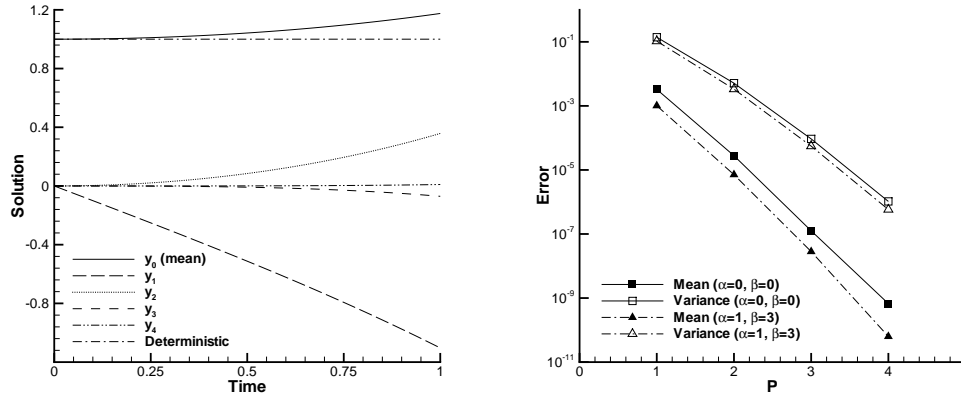 1.2
0.8
0.4
0
-0.4
-0.8
Solution
y0 (mean)
y1
y2
y3
y4
Deterministic
0 0.25 0.5 0.75 1
Time
10^-1
10^-3
10^-5
10^-7
10^-9
10^-11
Error
Mean (α=0, β=0)
Variance (α=0, β=0)
Mean (α=1, β=3)
Variance (α=1, β=3)
0 1 2 3 4
P